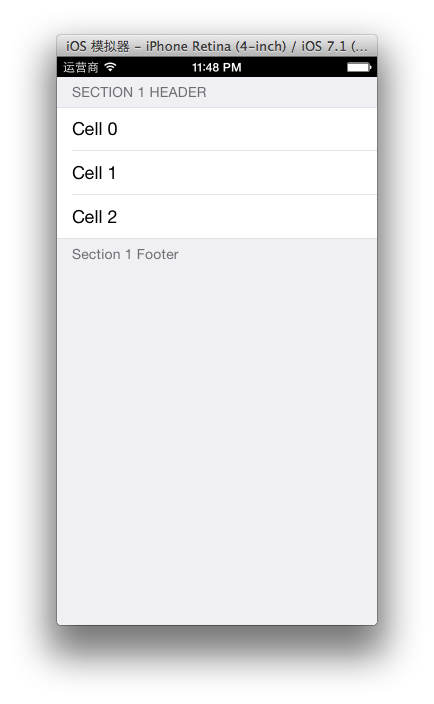 iOS 模拟器 – iPhone Retina (4-inch) / iOS 7.1 (...
运营商 11:48 PM
SECTION 1 HEADER
Cell 0
Cell 1
Cell 2
Section 1 Footer